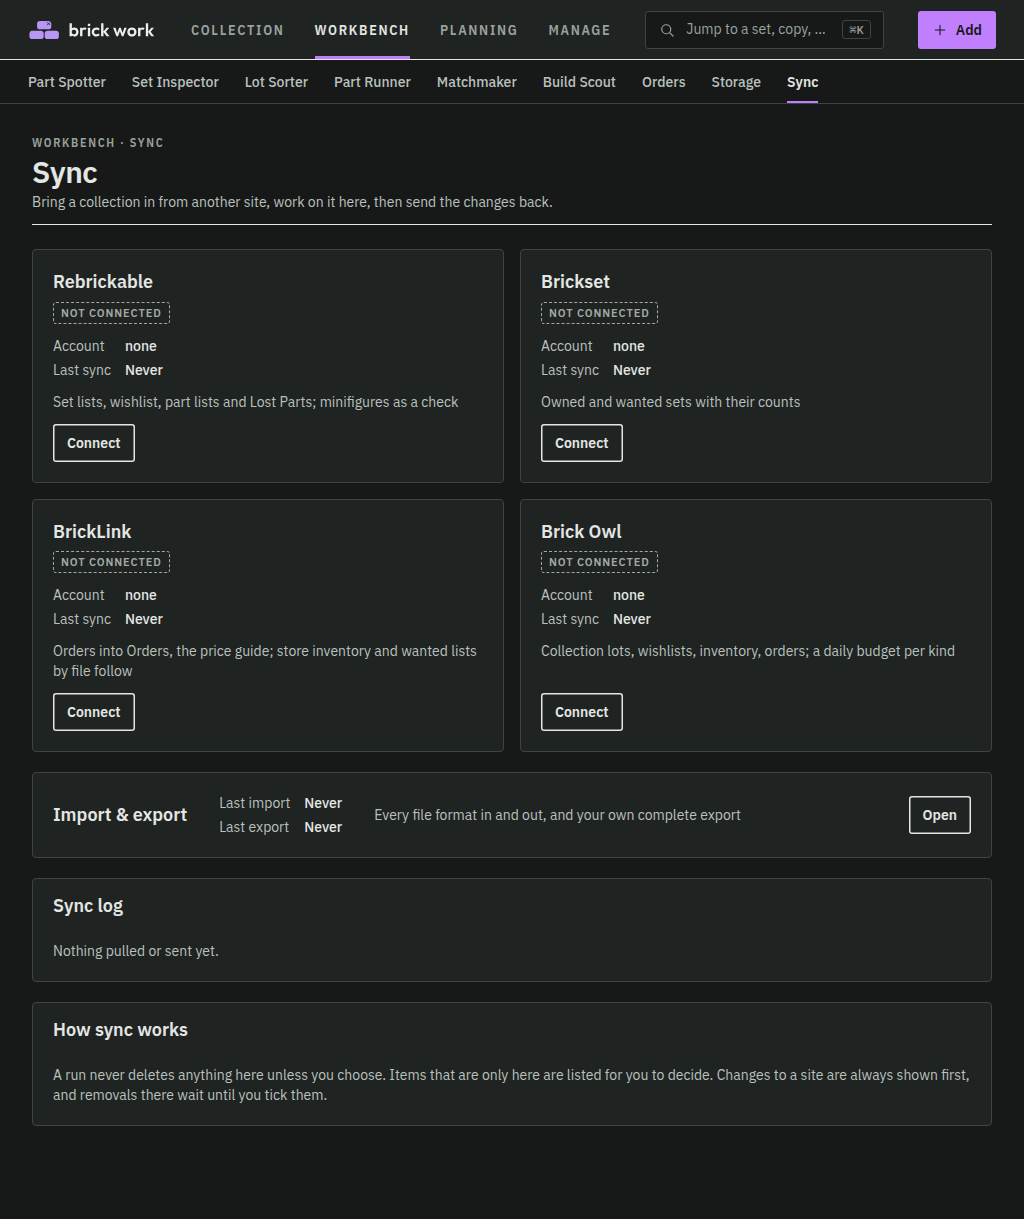 brick work
COLLECTION
WORKBENCH
PLANNING
MANAGE
Jump to a set, copy, ...
⌘K
+ Add
Part Spotter
Set Inspector
Lot Sorter
Part Runner
Matchmaker
Build Scout
Orders
Storage
Sync
WORKBENCH · SYNC
Sync
Bring a collection in from another site, work on it here, then send the changes back.
Rebrickable
NOT CONNECTED
Account none
Last sync Never
Set lists, wishlist, part lists and Lost Parts; minifigures as a check
Connect
Brickset
NOT CONNECTED
Account none
Last sync Never
Owned and wanted sets with their counts
Connect
BrickLink
NOT CONNECTED
Account none
Last sync Never
Orders into Orders, the price guide; store inventory and wanted lists
by file follow
Connect
Brick Owl
NOT CONNECTED
Account none
Last sync Never
Collection lots, wishlists, inventory, orders; a daily budget per kind
Connect
Import & export
Last import Never
Last export Never
Every file format in and out, and your own complete export
Open
Sync log
Nothing pulled or sent yet.
How sync works
A run never deletes anything here unless you choose. Items that are only here are listed for you to decide. Changes to a site are always shown first,
and removals there wait until you tick them.